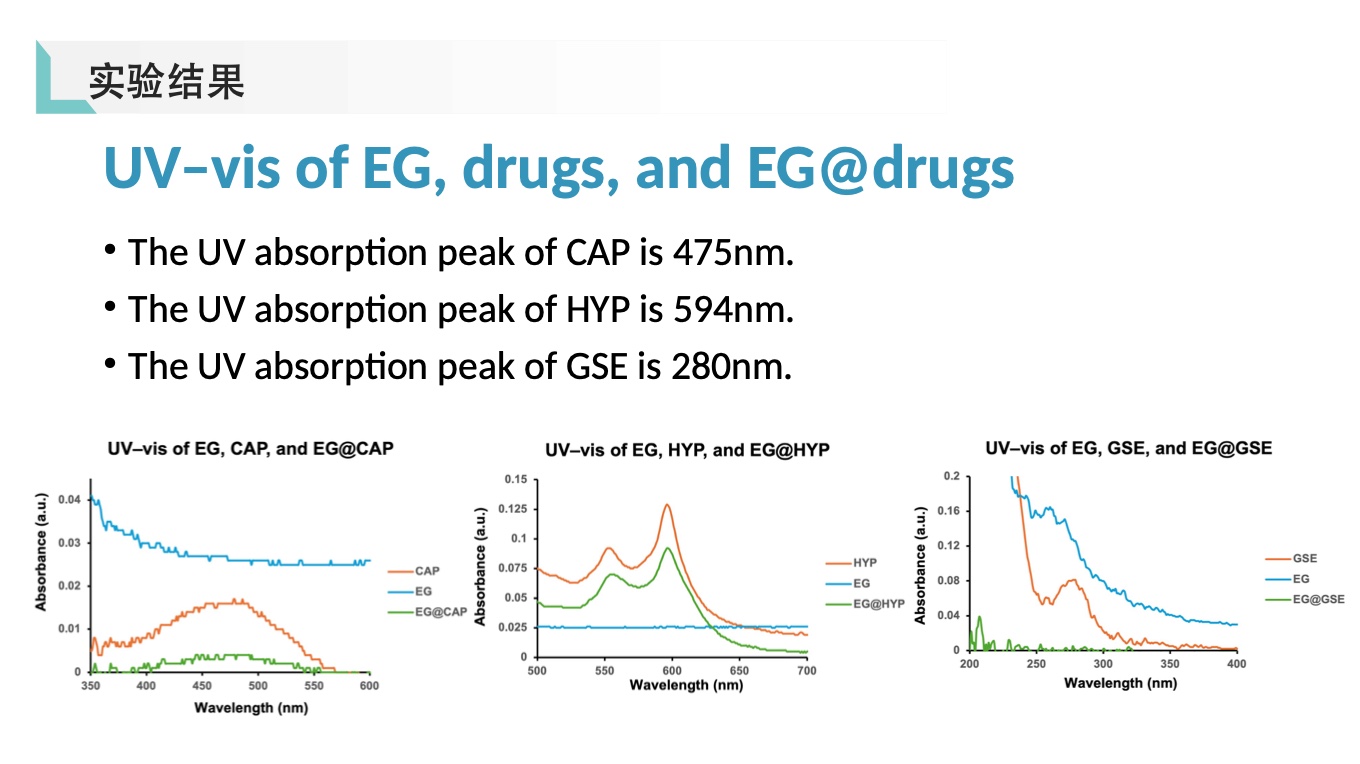 实验结果
UV–vis of EG, drugs, and EG@drugs
• The UV absorption peak of CAP is 475nm.
• The UV absorption peak of HYP is 594nm.
• The UV absorption peak of GSE is 280nm.
UV–vis of EG, CAP, and EG@CAP
Absorbance (a.u.)
0.04
0.03
0.02
0.01
0
350 400 450 500 550 600
Wavelength (nm)
CAP
EG
EG@CAP
UV–vis of EG, HYP, and EG@HYP
Absorbance (a.u.)
0.15
0.125
0.1
0.075
0.05
0.025
0
500 550 600 650 700
Wavelength (nm)
HYP
EG
EG@HYP
UV–vis of EG, GSE, and EG@GSE
Absorbance (a.u.)
0.2
0.16
0.12
0.08
0.04
0
200 250 300 350 400
Wavelength (nm)
GSE
EG
EG@GSE